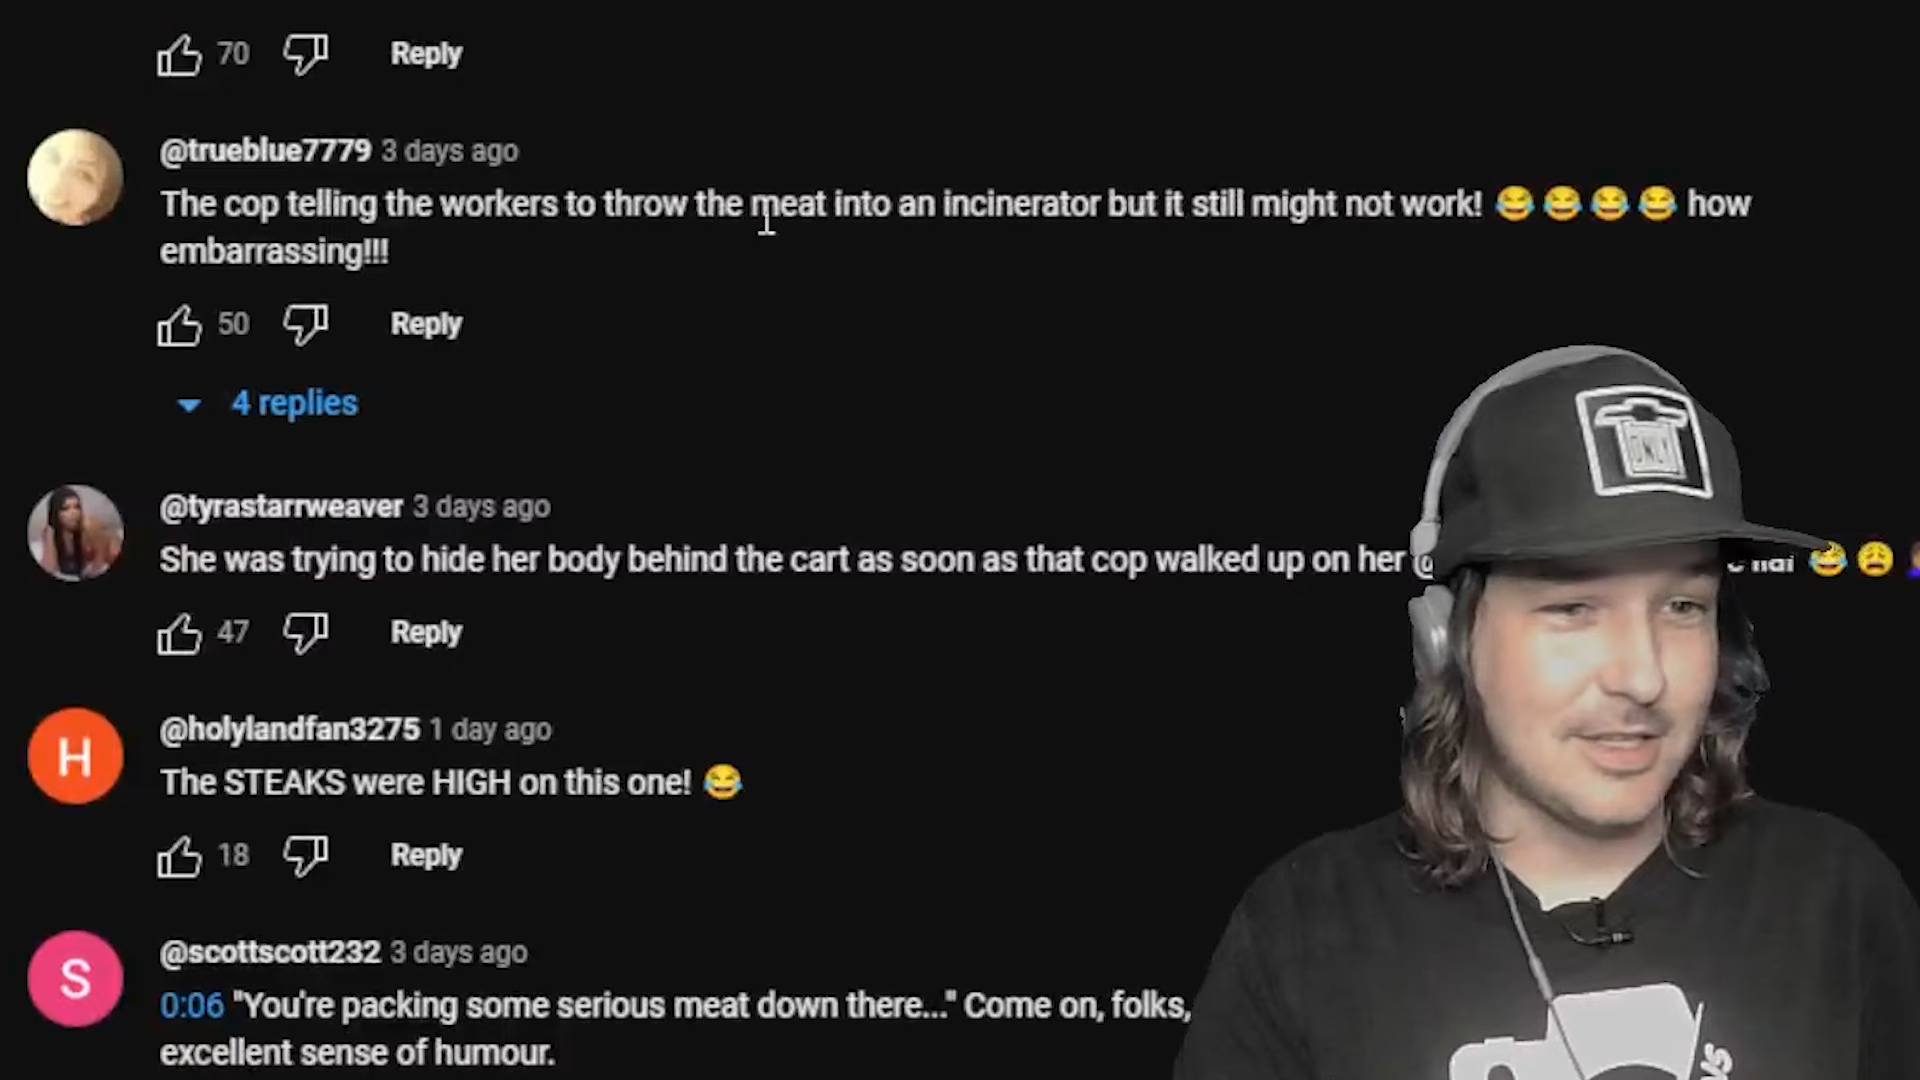 70 Reply
@trueblue7779 3 days ago
The cop telling the workers to throw the meat into an incinerator but it still might not work! 😂😂😂😂 how
embarrassing!!!
50 Reply
4 replies
@tyrastarrweaver 3 days ago
She was trying to hide her body behind the cart as soon as that cop walked up on her 😂😩
47 Reply
ONLY
H
@holylandfan3275 1 day ago
The STEAKS were HIGH on this one! 😂
18 Reply
S
@scottscott232 3 days ago
0:06 "You're packing some serious meat down there..." Come on, folks,
excellent sense of humour.